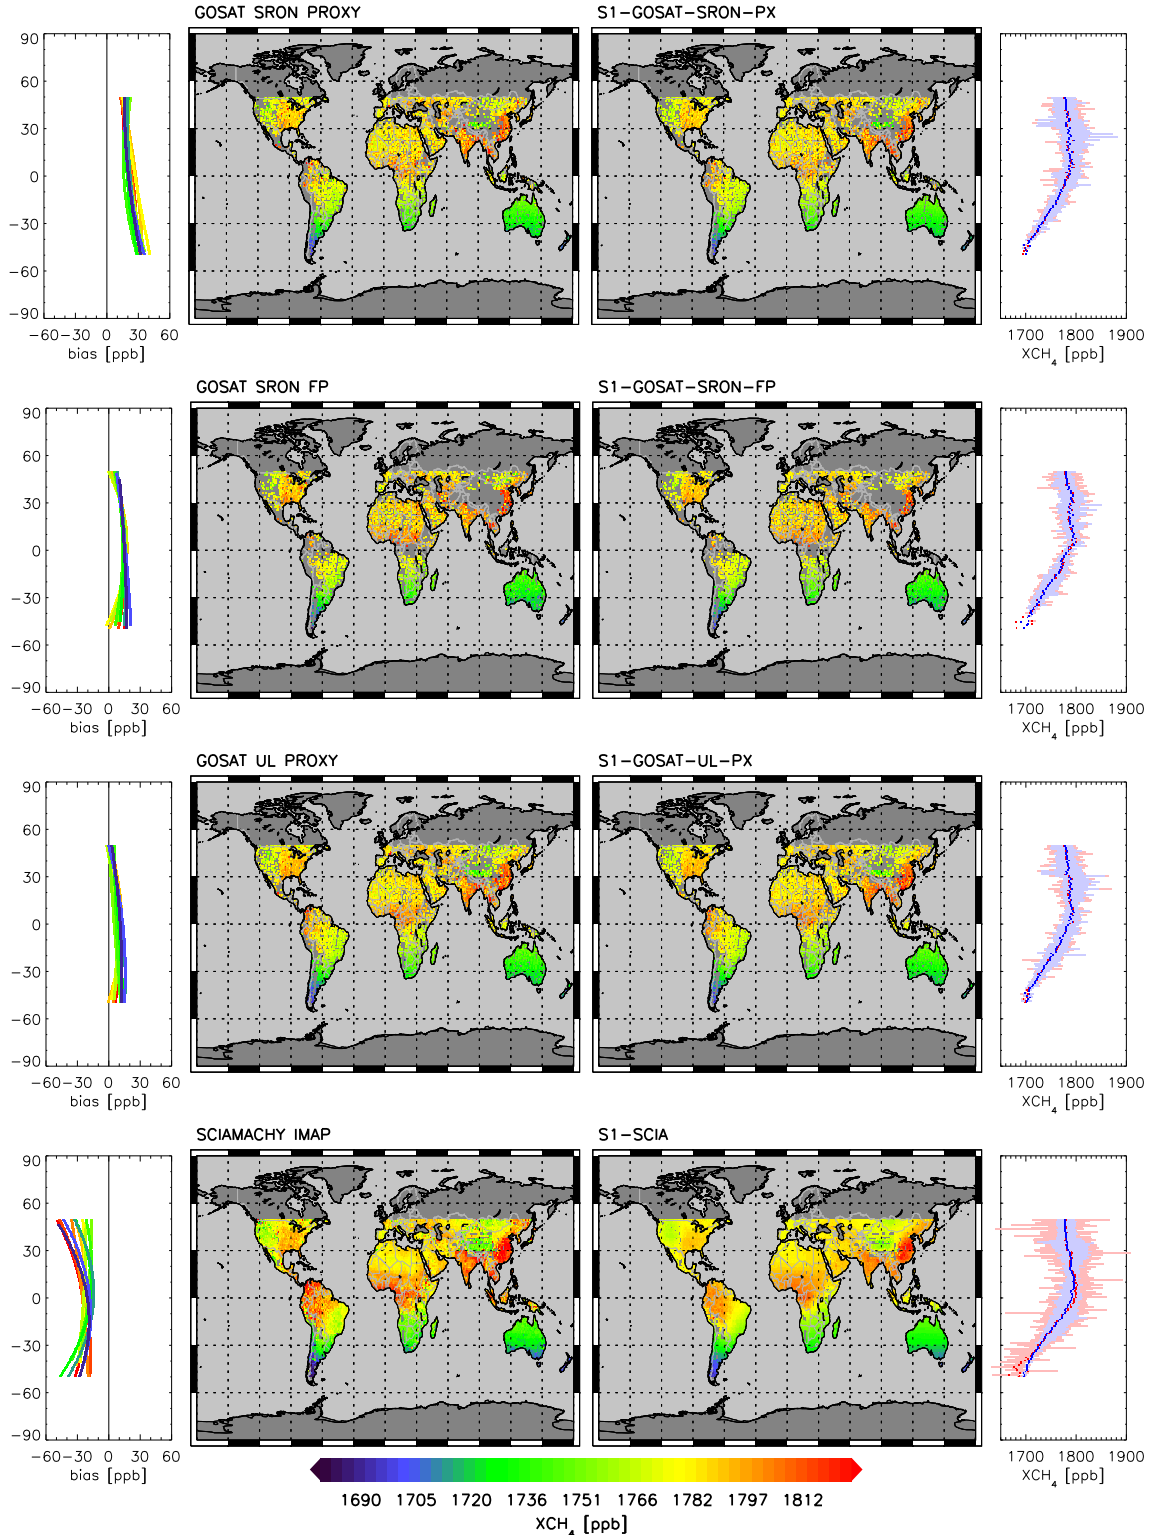 GOSAT SRON PROXY
S1-GOSAT-SRON-PX
90
60
30
0
-30
-60
-90
-60-30 0 30 60
bias [ppb]
1700 1800 1900
XCH4 [ppb]
GOSAT SRON FP
S1-GOSAT-SRON-FP
90
60
30
0
-30
-60
-90
-60-30 0 30 60
bias [ppb]
1700 1800 1900
XCH4 [ppb]
GOSAT UL PROXY
S1-GOSAT-UL-PX
90
60
30
0
-30
-60
-90
-60-30 0 30 60
bias [ppb]
1700 1800 1900
XCH4 [ppb]
SCIAMACHY IMAP
S1-SCIA
90
60
30
0
-30
-60
-90
-60-30 0 30 60
bias [ppb]
1700 1800 1900
XCH4 [ppb]
1690 1705 1720 1736 1751 1766 1782 1797 1812
XCH4 [ppb]